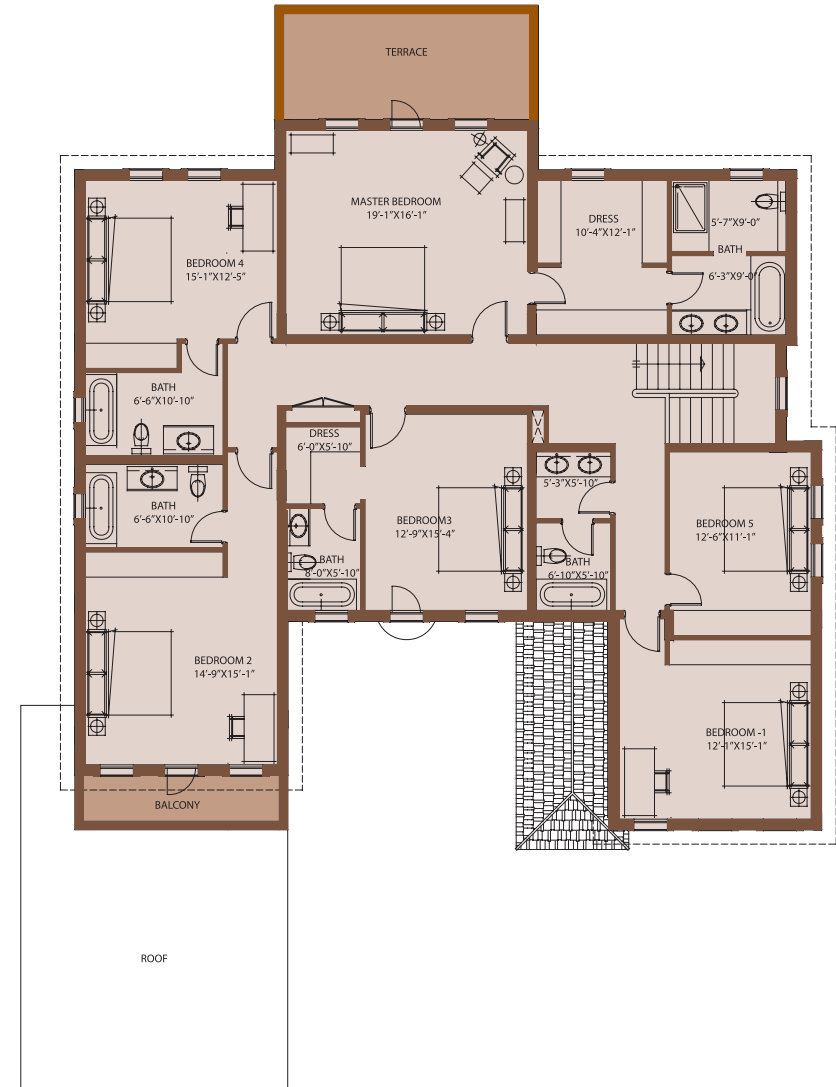 TERRACE
MASTER BEDROOM
19'-1"X16'-1"
DRESS
10'-4"X12'-1"
5'-7"X9'-0"
BATH
6'-3"X9'-0"
BEDROOM 4
15'-1"X12'-5"
BATH
6'-6"X10'-10"
DRESS
6'-0"X5'-10"
BATH
6'-6"X10'-10"
BEDROOM3
12'-9"X15'-4"
5'-3"X5'-10"
BEDROOM 5
12'-6"X11'-1"
BATH
8'-0"X5'-10"
BATH
6'-10"X5'-10"
BEDROOM 2
14'-9"X15'-1"
BEDROOM -1
12'-1"X15'-1"
BALCONY
ROOF